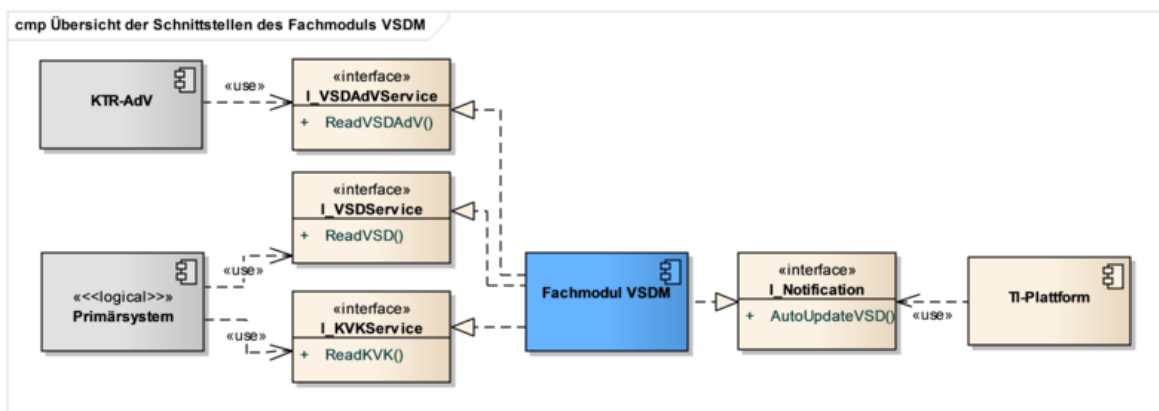 cmp Übersicht der Schnittstellen des Fachmoduls VSDM
KTR-AdV
«use»
«interface»
I_VSDAdVService
+ ReadVSDAdV()
«interface»
I_VSDService
+ ReadVSD()
«<<logical>>»
Primärsystem
«use»
«use»
«interface»
I_KVKService
+ ReadKVK()
Fachmodul VSDM
«interface»
I_Notification
+ AutoUpdateVSD()
«use»
TI-Plattform